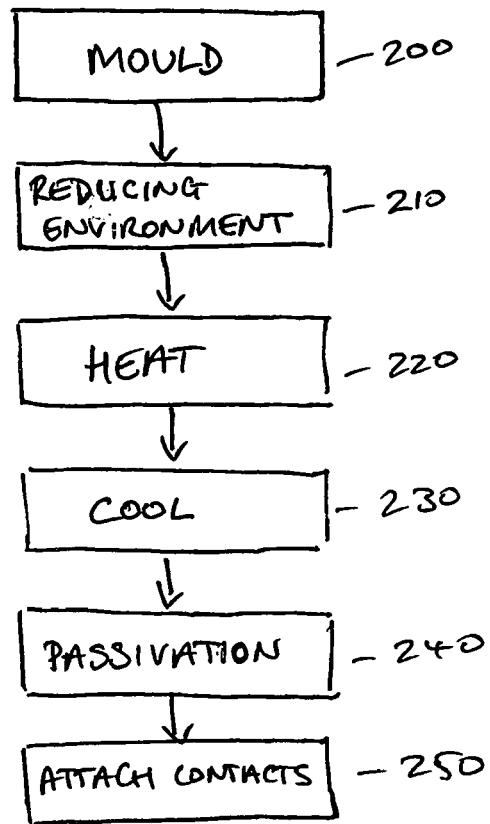 MOULD - 200
REDUCING
ENVIRONMENT - 210
HEAT - 220
COOL - 230
PASSIVATION - 240
ATTACH CONTACTS - 250